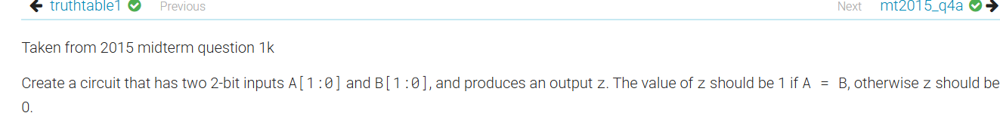 truthtable1 Previous Next mt2015_q4a
Taken from 2015 midterm question 1k
Create a circuit that has two 2-bit inputs A[1:0] and B[1:0], and produces an output z. The value of z should be 1 if A = B, otherwise z should be
0.